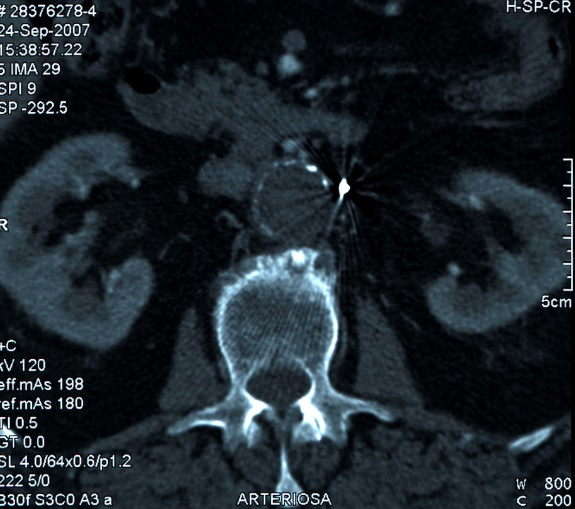 # 28376278-4
24-Sep-2007
15:38:57.22
5 IMA 29
SPI 9
SP -292.5
H-SP-CR
R
5cm
+C
kV 120
eff.mAs 198
ref.mAs 180
TI 0.5
GT 0.0
SL 4.0/64x0.6/p1.2
222 5/0
B30f S3C0 A3 a
ARTERIOSA
W 800
C 200